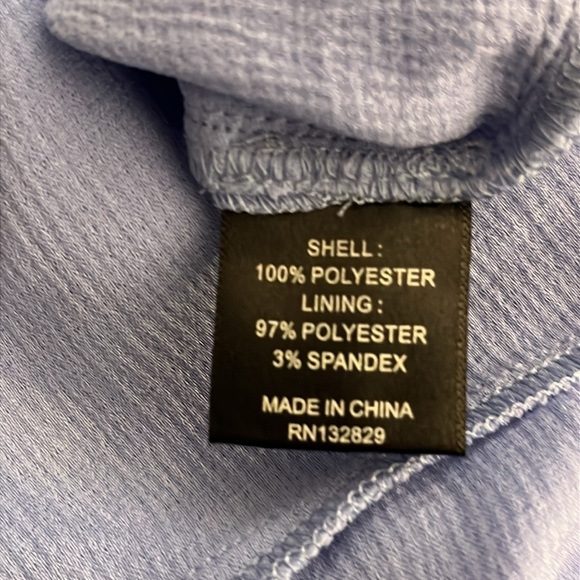 SHELL :
100% POLYESTER
LINING :
97% POLYESTER
3% SPANDEX
MADE IN CHINA
RN132829